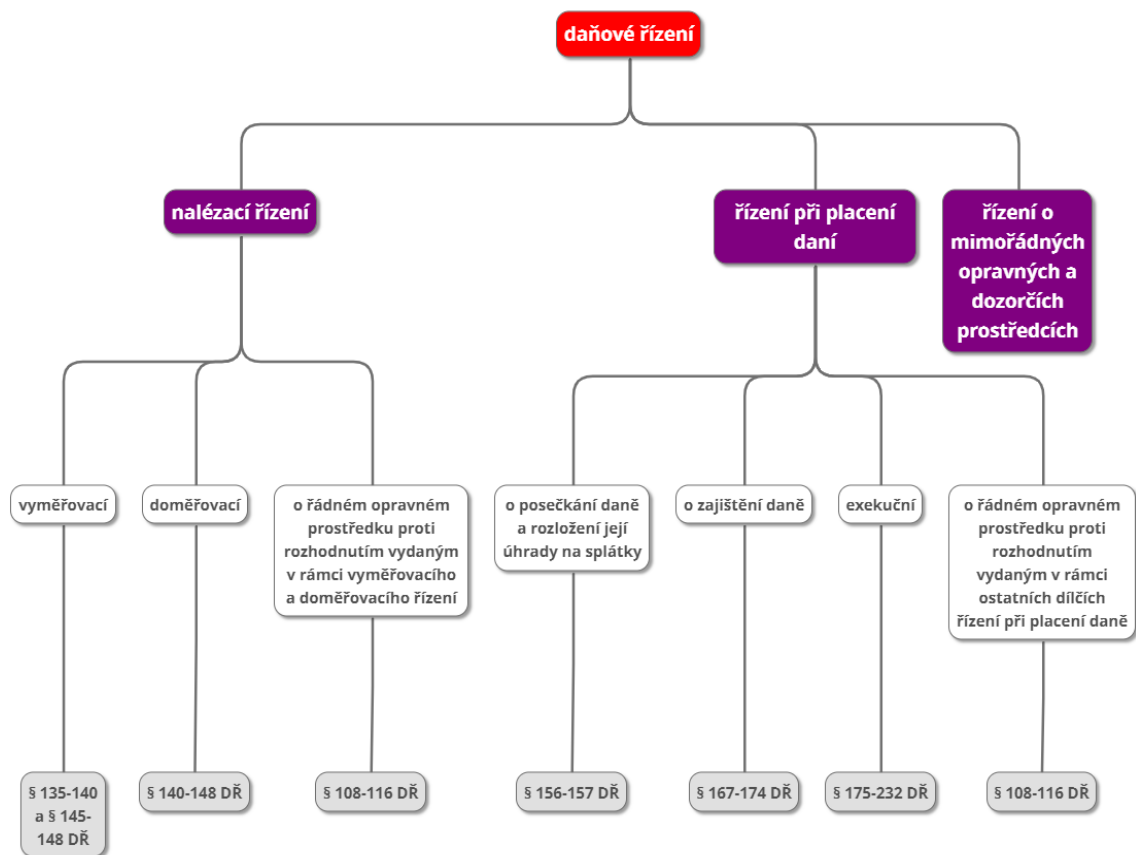 daňové řízení
nalézací řízení
řízení při placení
daní
řízení o
mimořádných
opravných a
dozorčích
prostředcích
vyměřovací
doměřovací
o řádném opravném
prostředku proti
rozhodnutím vydaným
v rámci vyměřovacího
a doměřovacího řízení
o posečkání daně
a rozložení její
úhrady na splátky
o zajištění daně
exekuční
o řádném opravném
prostředku proti
rozhodnutím
vydaným v rámci
ostatních dílčích
řízení při placení daně
§ 135-140
a § 145-
148 DŘ
§ 140-148 DŘ
§ 108-116 DŘ
§ 156-157 DŘ
§ 167-174 DŘ
§ 175-232 DŘ
§ 108-116 DŘ